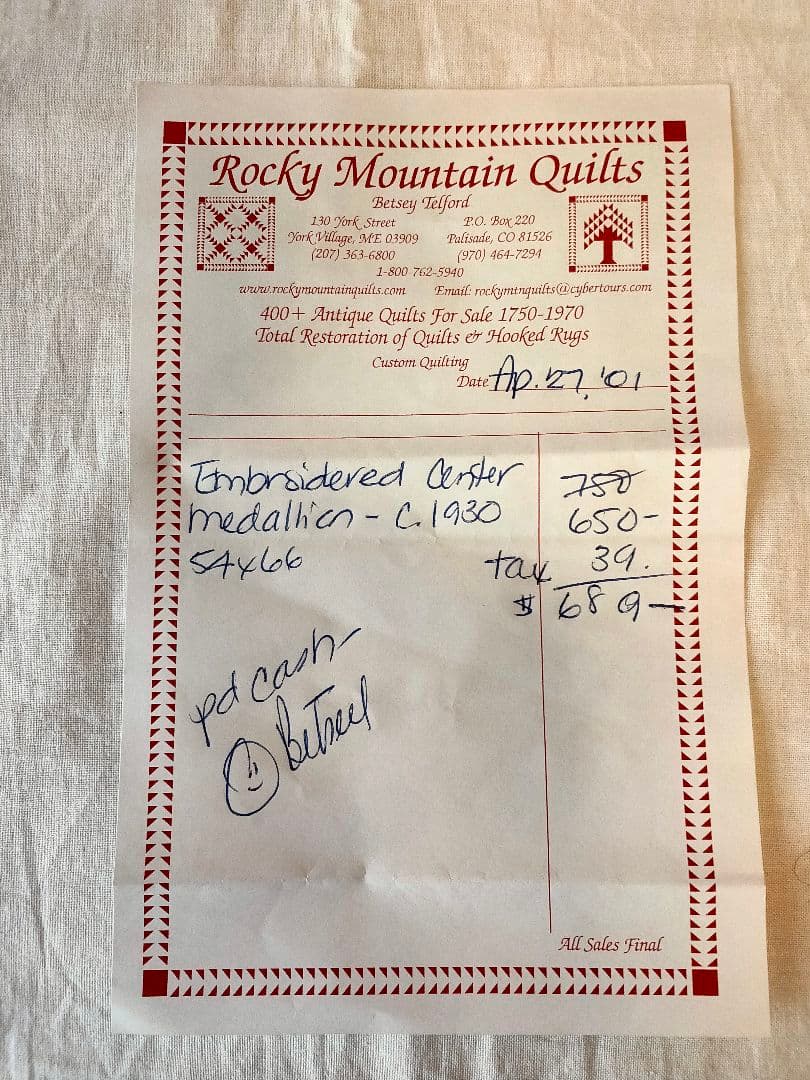 Rocky Mountain Quilts
Betsey Telford
130 York Street
York Village, ME 03909
(207) 363-6800
P.O. Box 220
Palisade, CO 81526
(970) 464-7294
1-800 762-5940
www.rockymountainquilts.com Email: rockymtnquilts@cybertours.com
400+ Antique Quilts For Sale 1750-1970
Total Restoration of Quilts & Hooked Rugs
Custom Quilting
Date Ap. 27, '01
Embroidered Center 750
medallion - C. 1930 650-
54x66 tax 39.
$ 689-
pd cash-
Betsey
All Sales Final